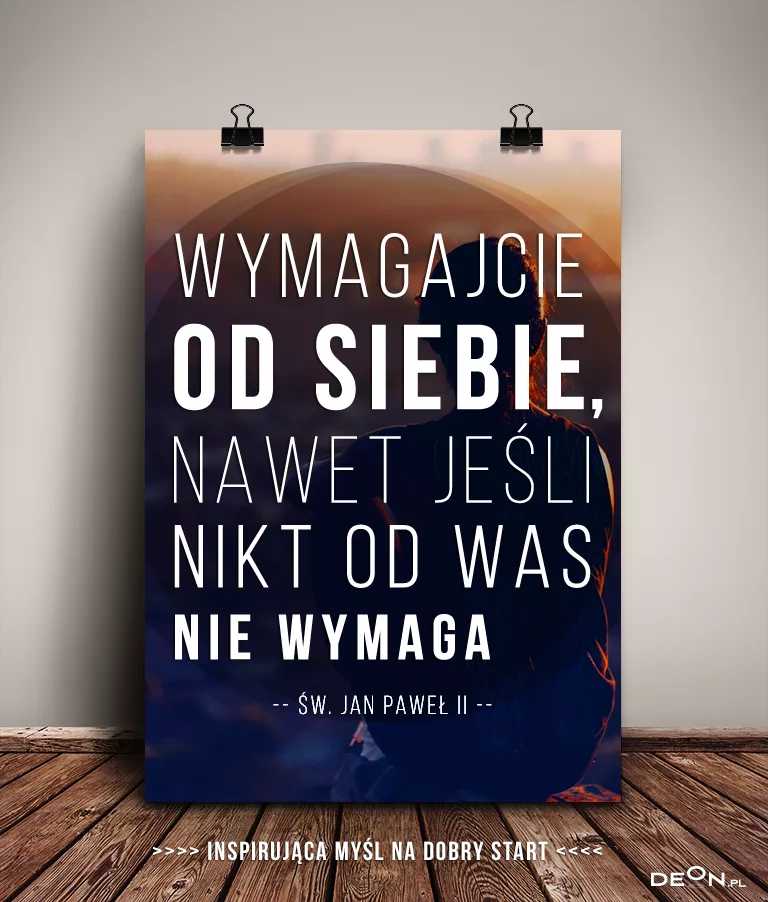 WYMAGAJCIE
OD SIEBIE,
NAWET JEŚLI
NIKT OD WAS
NIE WYMAGA
-- ŚW. JAN PAWEŁ II --
>>>> INSPIRUJĄCA MYŚL NA DOBRY START <<<<
DEON.PL